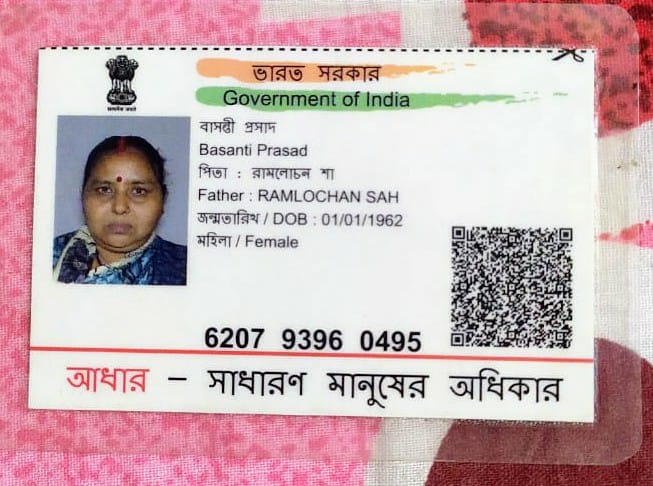 ভারত সরকার
Government of India
বাসন্তী প্রসাদ
Basanti Prasad
পিতা : রামলোচন শা
Father : RAMLOCHAN SAH
জন্মতারিখ / DOB : 01/01/1962
মহিলা / Female
6207 9396 0495
আধার – সাধারণ মানুষের অধিকার